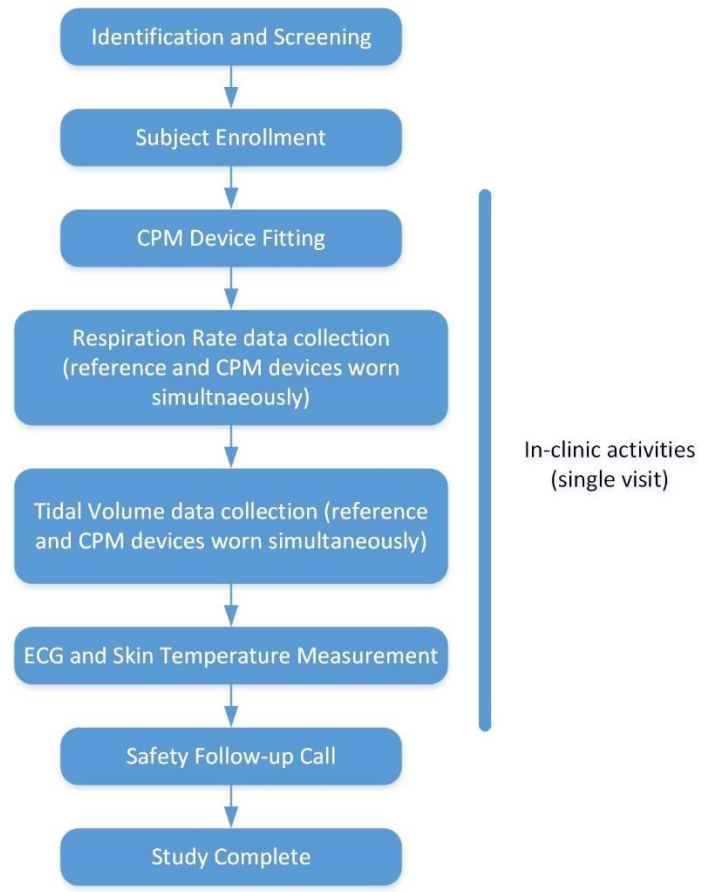 Identification and Screening
Subject Enrollment
CPM Device Fitting
Respiration Rate data collection
(reference and CPM devices worn
simultnaeously)
Tidal Volume data collection (reference
and CPM devices worn simultaneously)
ECG and Skin Temperature Measurement
Safety Follow-up Call
Study Complete
In-clinic activities
(single visit)